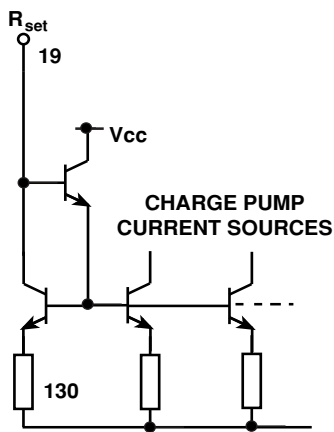 Rset
19
Vcc
CHARGE PUMP
CURRENT SOURCES
130